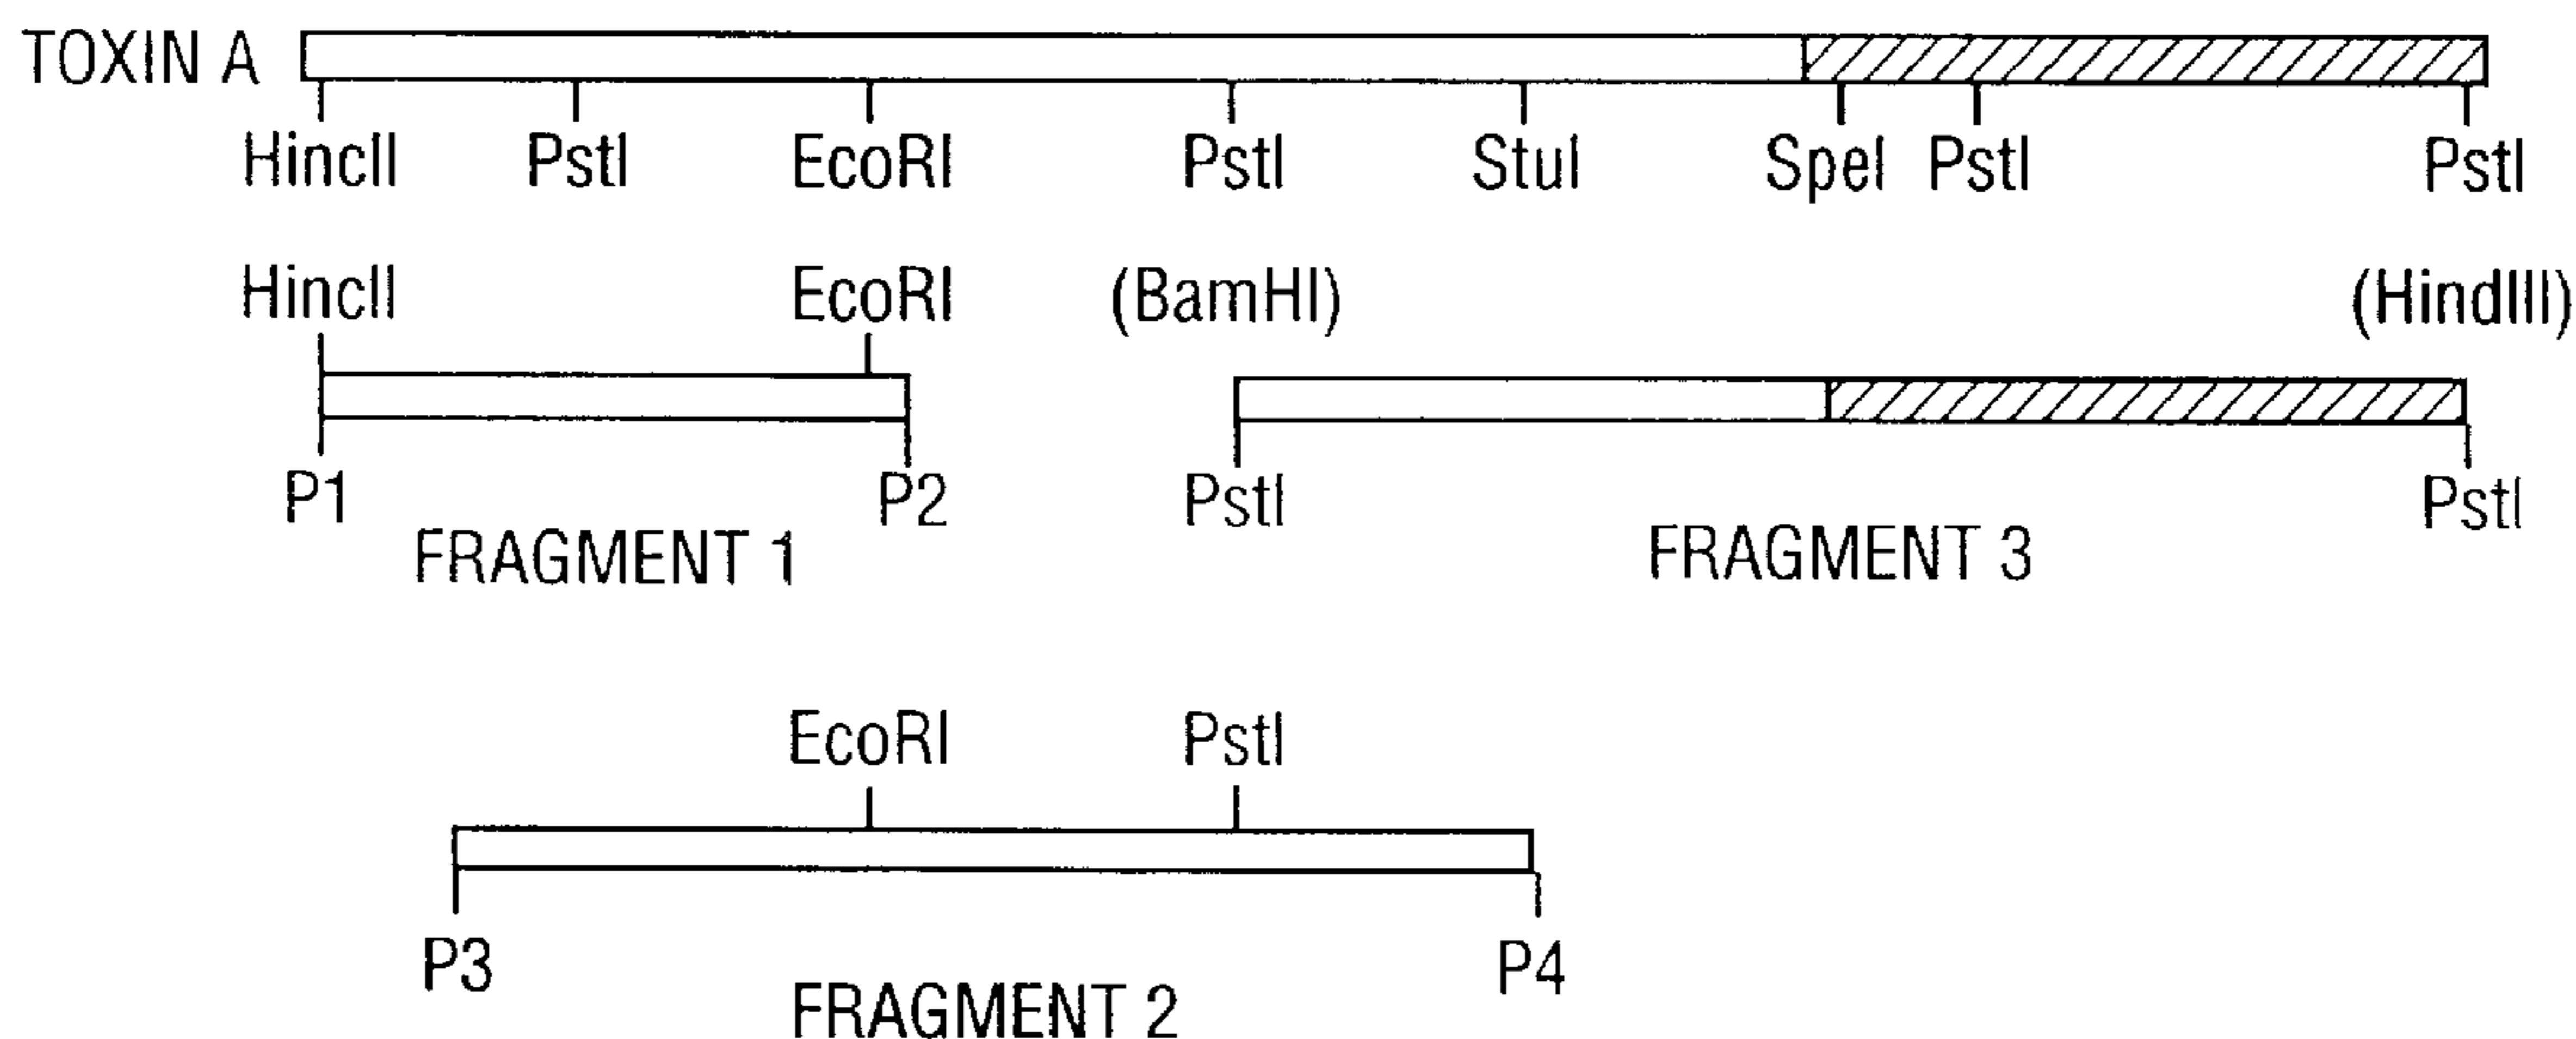 TOXIN A
HincII PstI EcoRI PstI StuI SpeI PstI PstI
HincII EcoRI (BamHI) (HindIII)
P1 P2 PstI PstI
FRAGMENT 1 FRAGMENT 3
EcoRI PstI
P3 P4
FRAGMENT 2